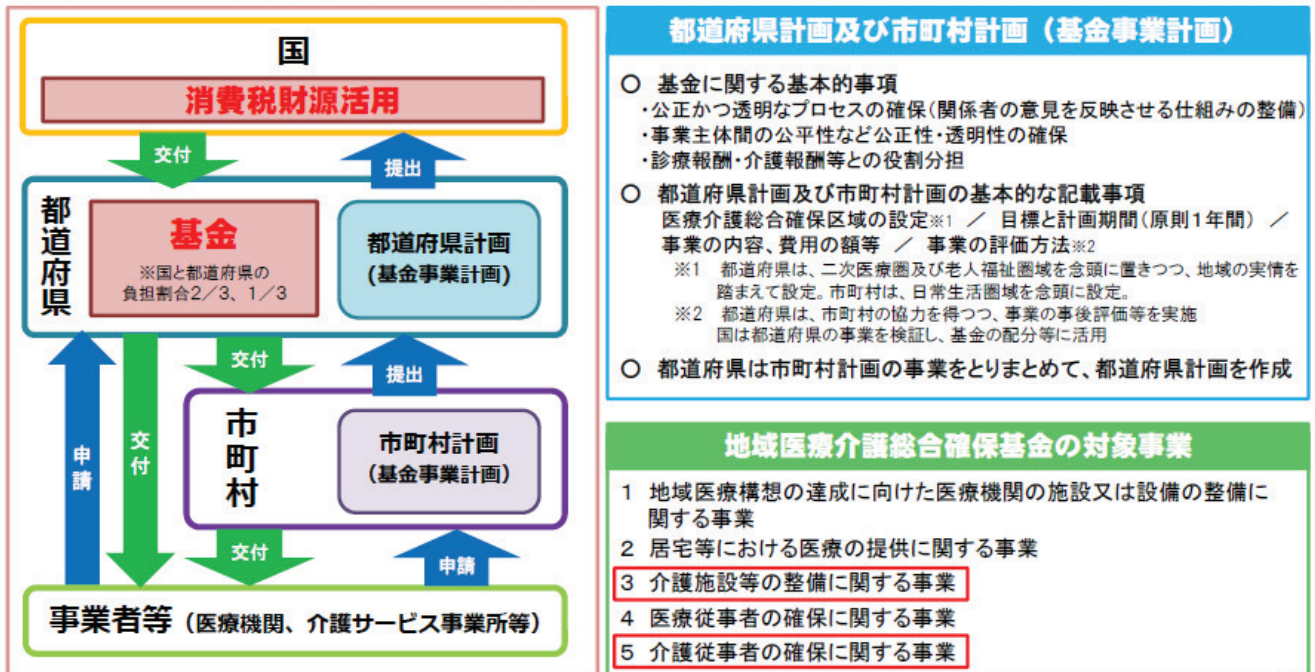 国
消費税財源活用
交付
提出
都道府県
基金
※国と都道府県の
負担割合2／3、1／3
都道府県計画
(基金事業計画)
交付
提出
申請
交付
市町村
市町村計画
(基金事業計画)
交付
申請
事業者等（医療機関、介護サービス事業所等）
都道府県計画及び市町村計画（基金事業計画）
○ 基金に関する基本的事項
・公正かつ透明なプロセスの確保(関係者の意見を反映させる仕組みの整備)
・事業主体間の公平性など公正性・透明性の確保
・診療報酬・介護報酬等との役割分担
○ 都道府県計画及び市町村計画の基本的な記載事項
医療介護総合確保区域の設定※1 ／ 目標と計画期間(原則1年間) ／
事業の内容、費用の額等 ／ 事業の評価方法※2
※1 都道府県は、二次医療圏及び老人福祉圏域を念頭に置きつつ、地域の実情を
踏まえて設定。市町村は、日常生活圏域を念頭に設定。
※2 都道府県は、市町村の協力を得つつ、事業の事後評価等を実施
国は都道府県の事業を検証し、基金の配分等に活用
○ 都道府県は市町村計画の事業をとりまとめて、都道府県計画を作成
地域医療介護総合確保基金の対象事業
1 地域医療構想の達成に向けた医療機関の施設又は設備の整備に
関する事業
2 居宅等における医療の提供に関する事業
3 介護施設等の整備に関する事業
4 医療従事者の確保に関する事業
5 介護従事者の確保に関する事業